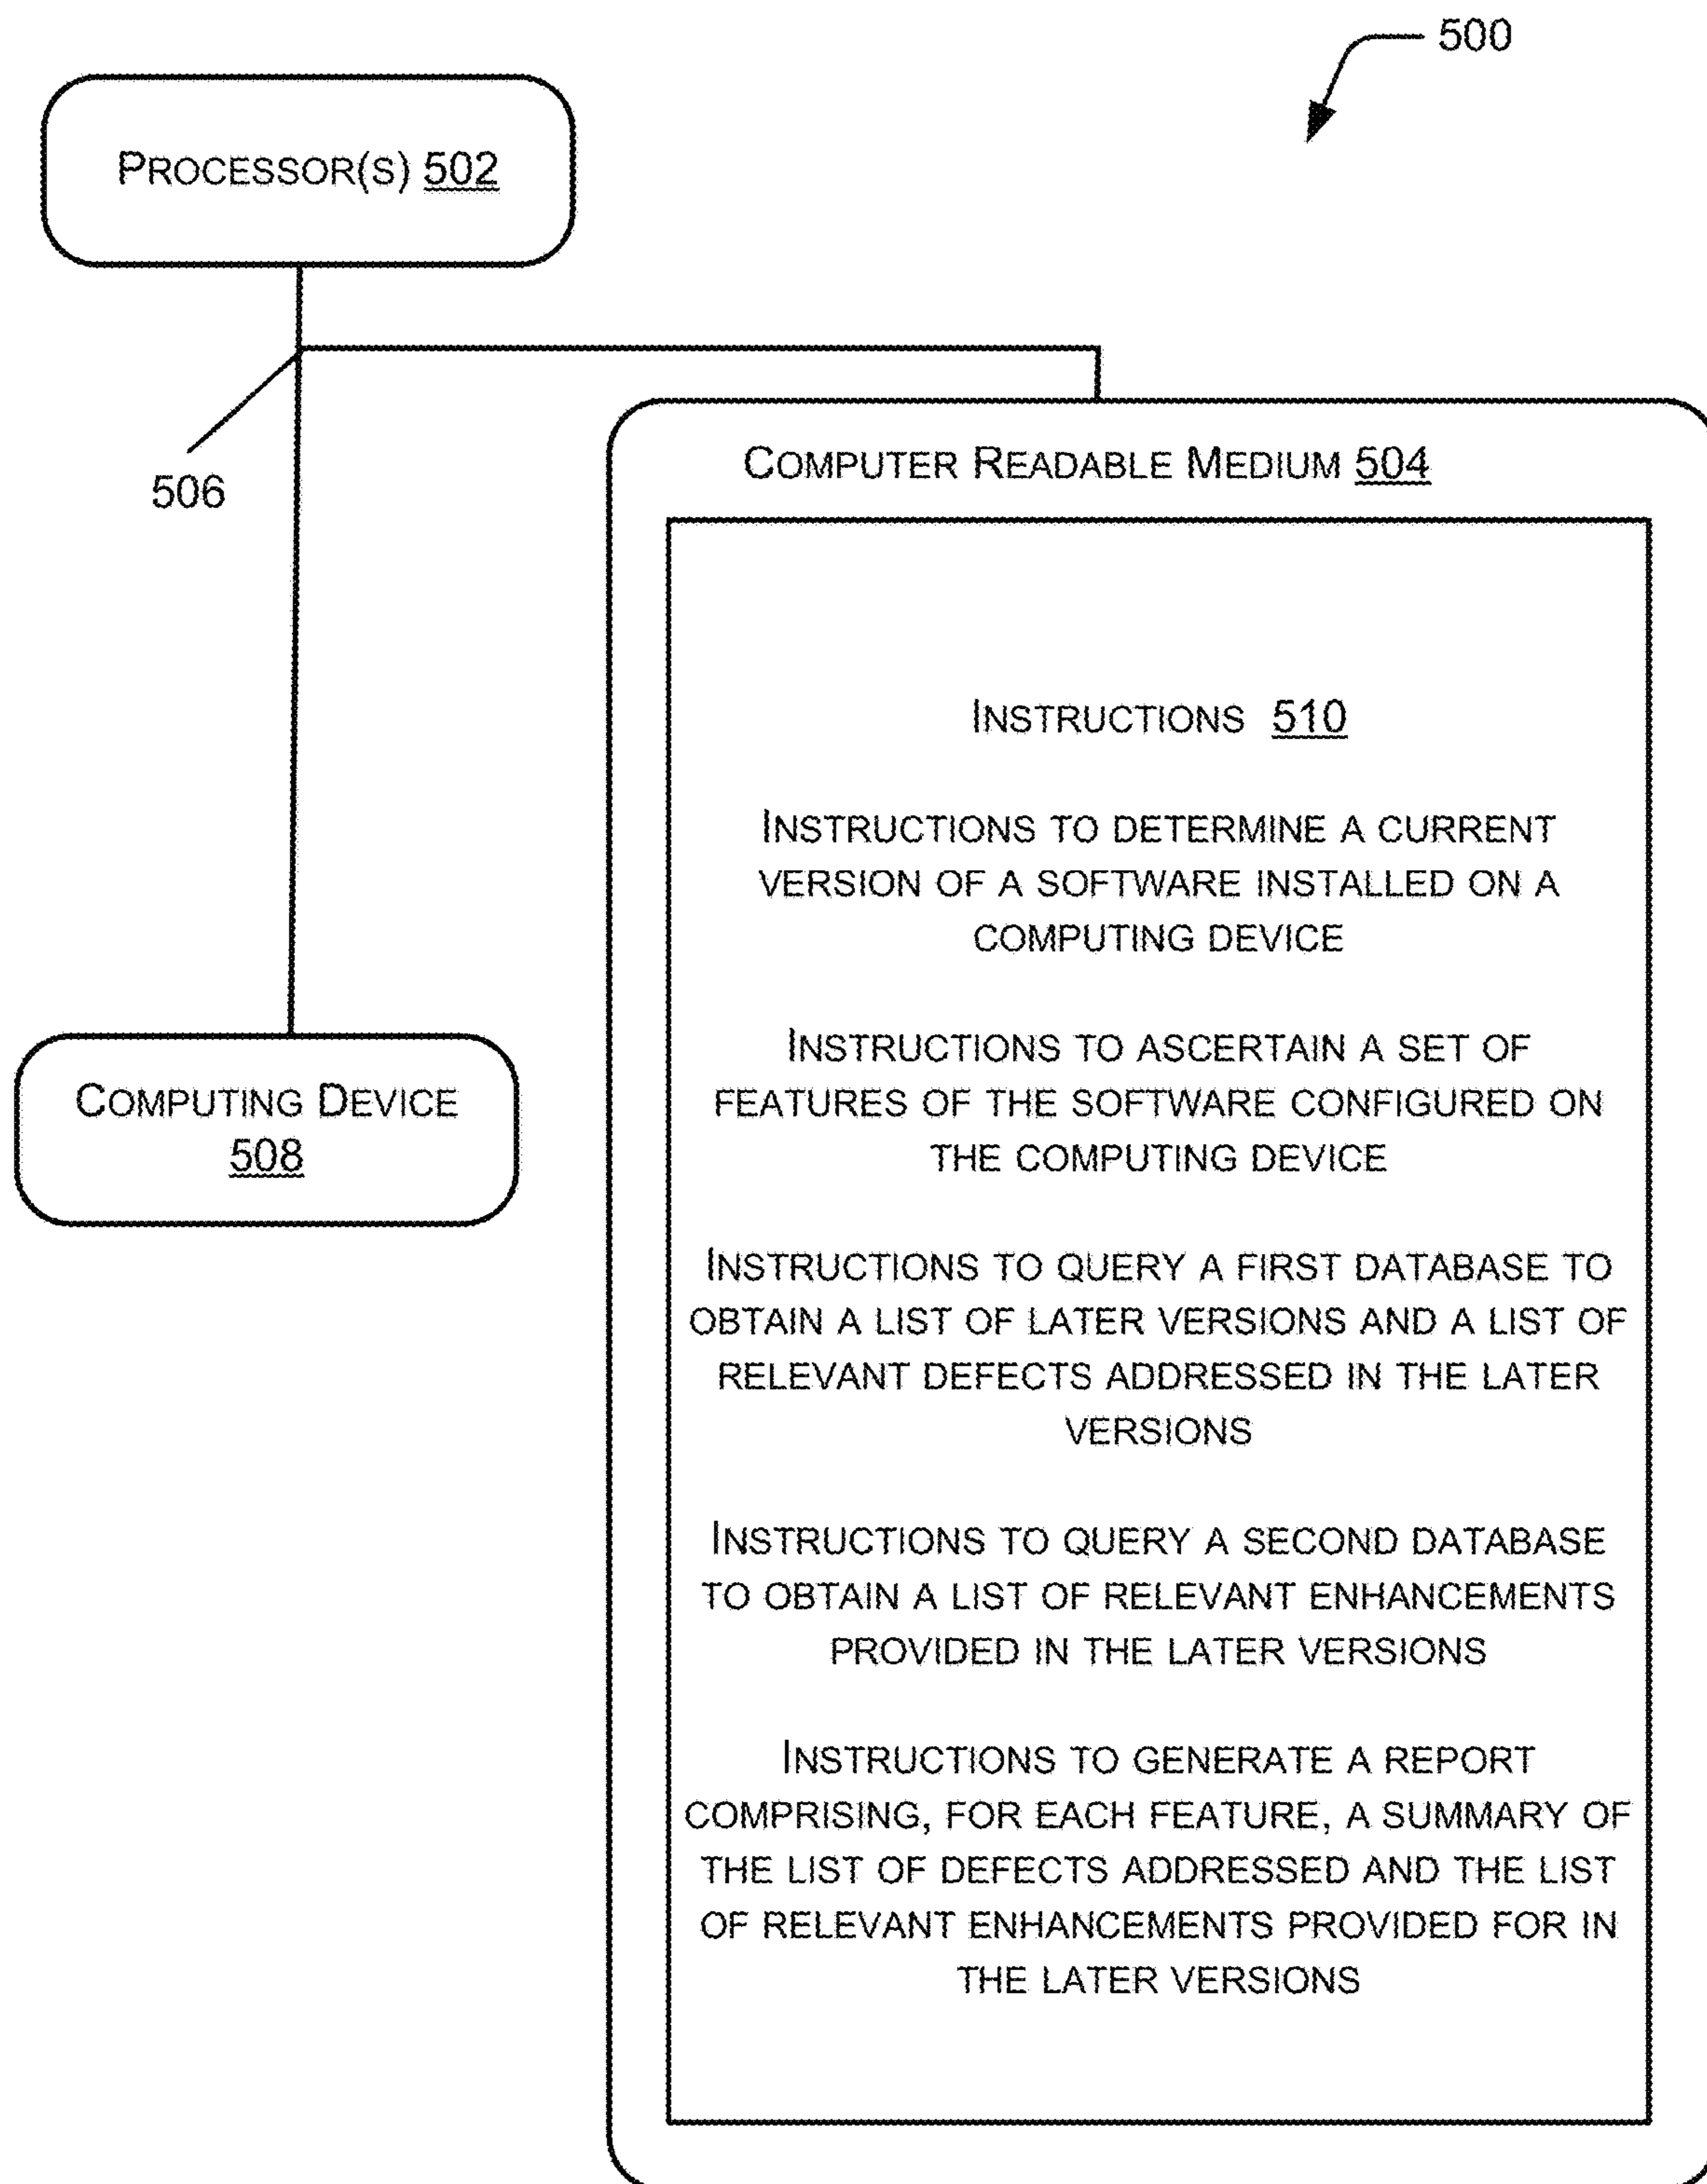 500
PROCESSOR(S) 502
506
COMPUTER READABLE MEDIUM 504
INSTRUCTIONS 510
INSTRUCTIONS TO DETERMINE A CURRENT
VERSION OF A SOFTWARE INSTALLED ON A
COMPUTING DEVICE
INSTRUCTIONS TO ASCERTAIN A SET OF
FEATURES OF THE SOFTWARE CONFIGURED ON
THE COMPUTING DEVICE
COMPUTING DEVICE
508
INSTRUCTIONS TO QUERY A FIRST DATABASE TO
OBTAIN A LIST OF LATER VERSIONS AND A LIST OF
RELEVANT DEFECTS ADDRESSED IN THE LATER
VERSIONS
INSTRUCTIONS TO QUERY A SECOND DATABASE
TO OBTAIN A LIST OF RELEVANT ENHANCEMENTS
PROVIDED IN THE LATER VERSIONS
INSTRUCTIONS TO GENERATE A REPORT
COMPRISING, FOR EACH FEATURE, A SUMMARY OF
THE LIST OF DEFECTS ADDRESSED AND THE LIST
OF RELEVANT ENHANCEMENTS PROVIDED FOR IN
THE LATER VERSIONS